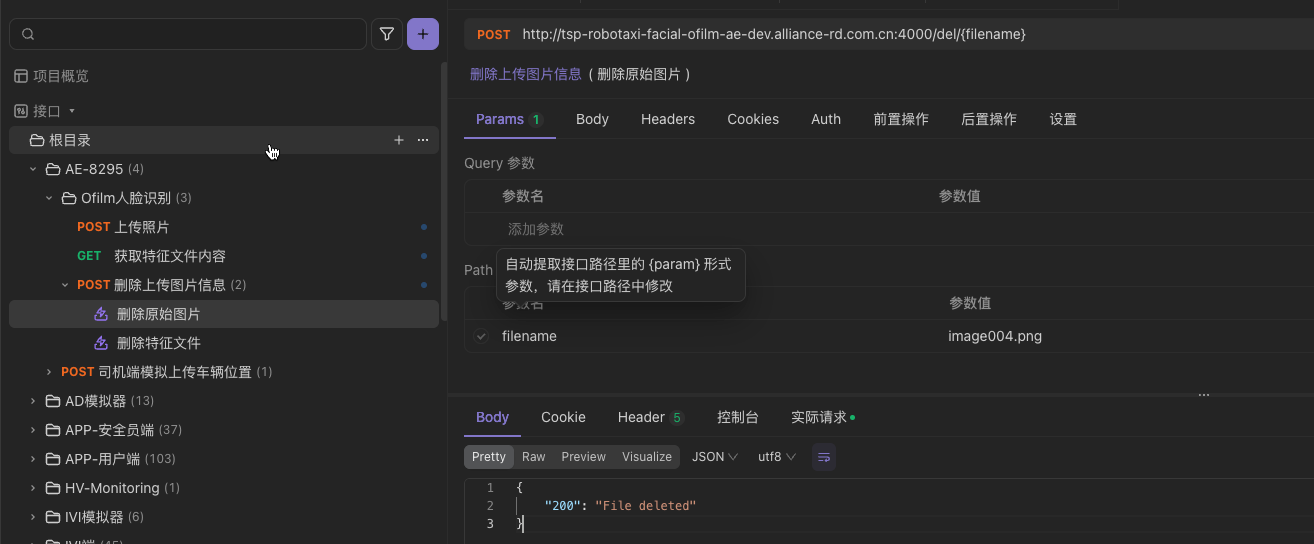 项目概览
接口
根目录
AE-8295 (4)
Ofilm人脸识别 (3)
POST 上传照片
GET 获取特征文件内容
POST 删除上传图片信息 (2)
删除原始图片
删除特征文件
POST 司机端模拟上传车辆位置 (1)
AD模拟器 (13)
APP-安全员端 (37)
APP-用户端 (103)
HV-Monitoring (1)
IVI模拟器 (6)
POST http://tsp-robotaxi-facial-ofilm-ae-dev.alliance-rd.com.cn:4000/del/{filename}
删除上传图片信息 ( 删除原始图片 )
Params 1 Body Headers Cookies Auth 前置操作 后置操作 设置
Query 参数
参数名 参数值
添加参数
Path
自动提取接口路径里的 {param} 形式
参数，请在接口路径中修改
参数名 参数值
filename image004.png
Body Cookie Header 5 控制台 实际请求
Pretty Raw Preview Visualize JSON utf8
1 {
2 "200": "File deleted"
3 }